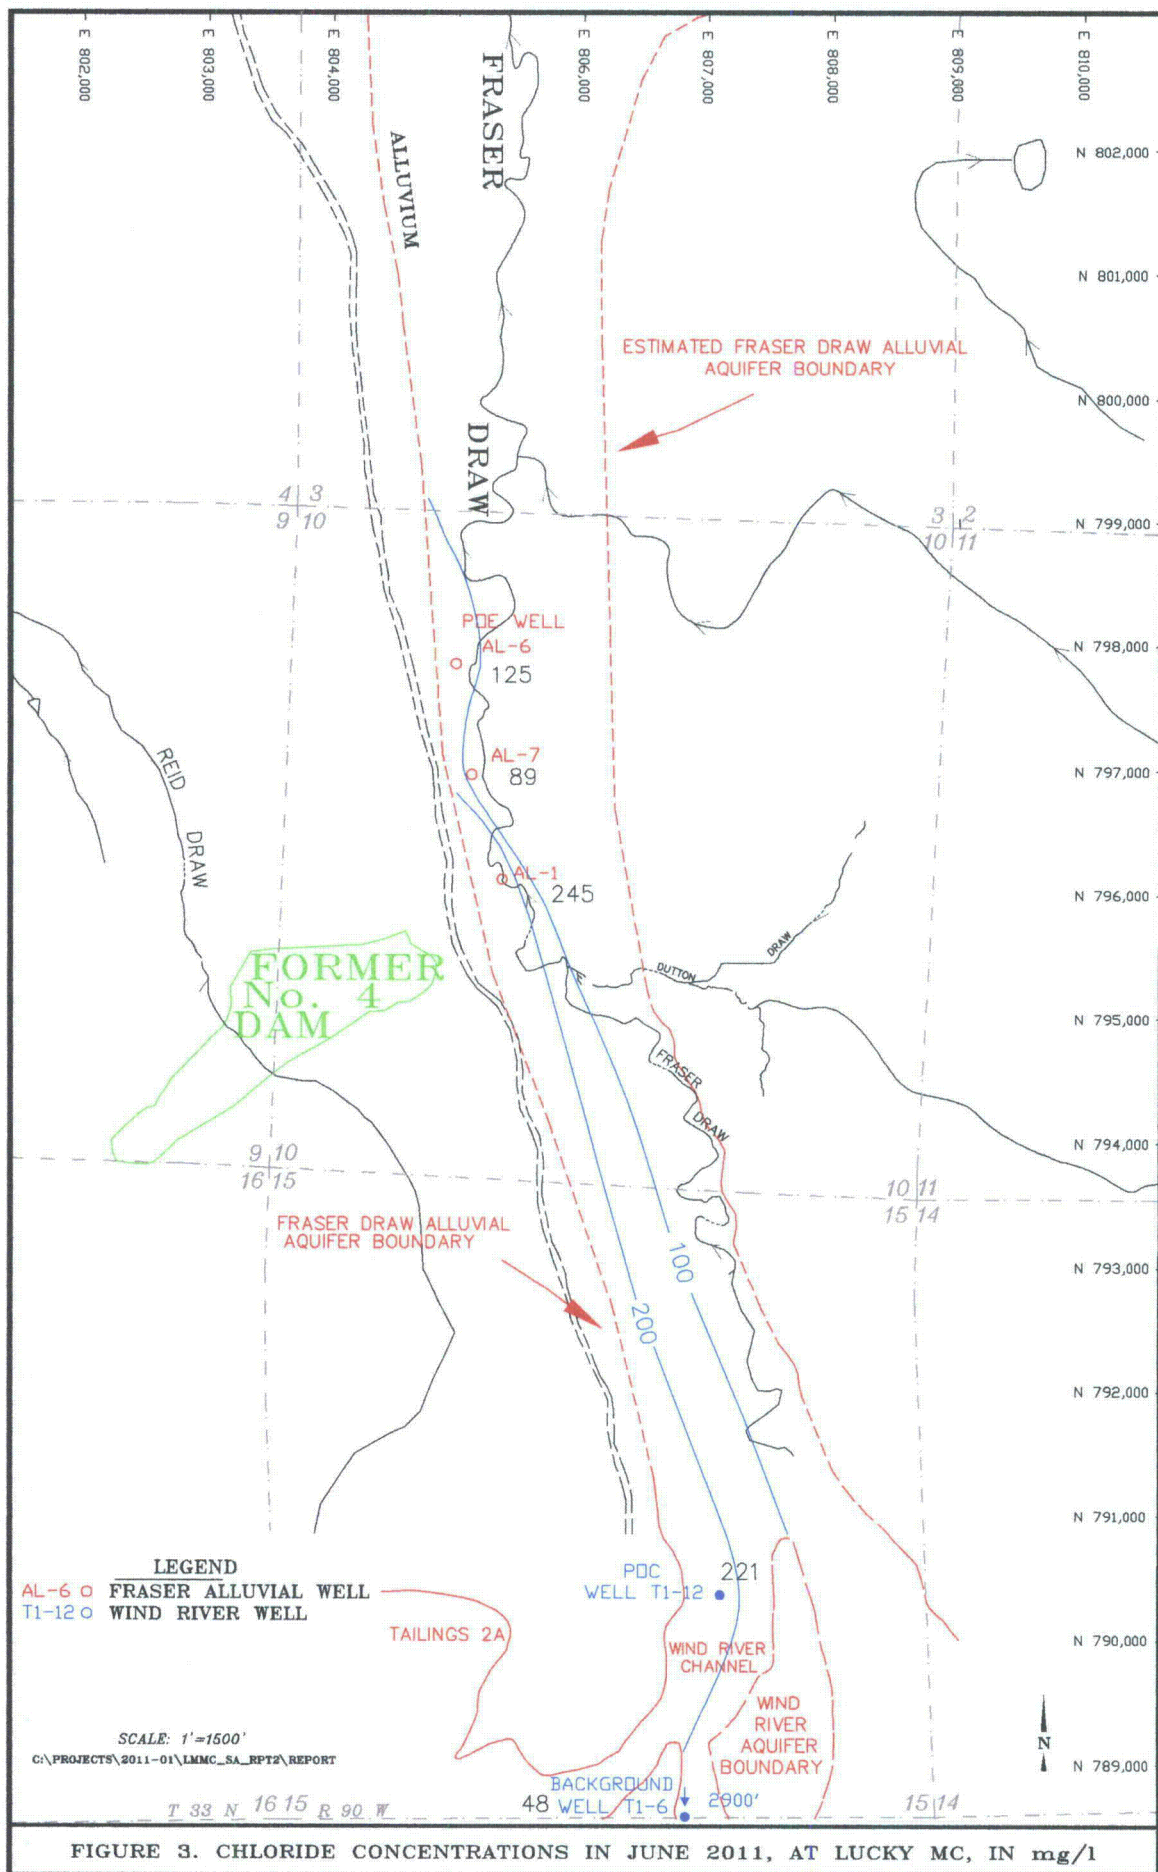 E 802,000
E 803,000
E 804,000
E 806,000
E 807,000
E 808,000
E 809,000
E 810,000
N 802,000
N 801,000
N 800,000
N 799,000
N 798,000
N 797,000
N 796,000
N 795,000
N 794,000
N 793,000
N 792,000
N 791,000
N 790,000
N 789,000
FRASER
DRAW
ALLUVIUM
ESTIMATED FRASER DRAW ALLUVIAL
AQUIFER BOUNDARY
4 3
9 10
3 2
10 11
POE WELL
AL-6
125
AL-7
89
AL-1
245
REID
DRAW
FORMER
No. 4
DAM
DUTTON
DRAW
FRASER
DRAW
9 10
16 15
10 11
15 14
FRASER DRAW ALLUVIAL
AQUIFER BOUNDARY
100
200
LEGEND
AL-6 FRASER ALLUVIAL WELL
T1-12 WIND RIVER WELL
POC
WELL T1-12
221
TAILINGS 2A
WIND RIVER
CHANNEL
WIND
RIVER
AQUIFER
BOUNDARY
N
SCALE: 1'=1500'
C:\PROJECTS\2011-01\LMMC_SA_RPT2\REPORT
BACKGROUND
WELL T1-6
2900'
48
T 33 N 16 15 R 90 W
15 14
FIGURE 3. CHLORIDE CONCENTRATIONS IN JUNE 2011, AT LUCKY MC, IN mg/l